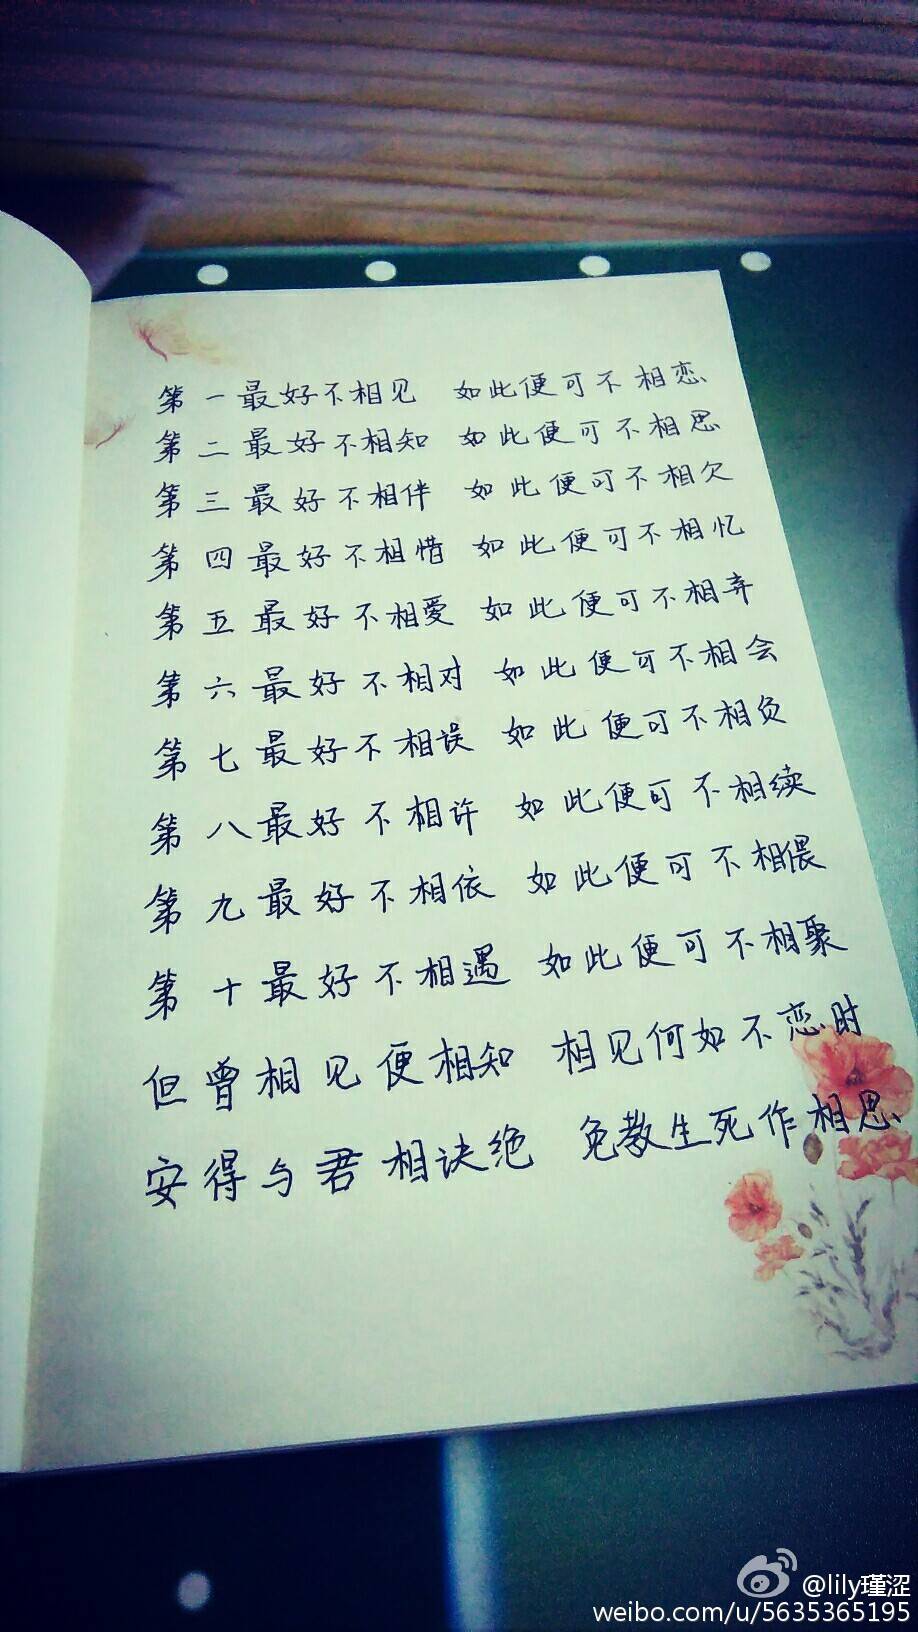 第一最好不相见 如此便可不相恋
第二最好不相知 如此便可不相思
第三最好不相伴 如此便可不相欠
第四最好不相惜 如此便可不相忆
第五最好不相爱 如此便可不相弃
第六最好不相对 如此便可不相会
第七最好不相误 如此便可不相负
第八最好不相许 如此便可不相续
第九最好不相依 如此便可不相偎
第十最好不相遇 如此便可不相聚
但曾相见便相知 相见何如不恋时
安得与君相诀绝 免教生死作相思
@lily瑾涩
weibo.com/u/5635365195